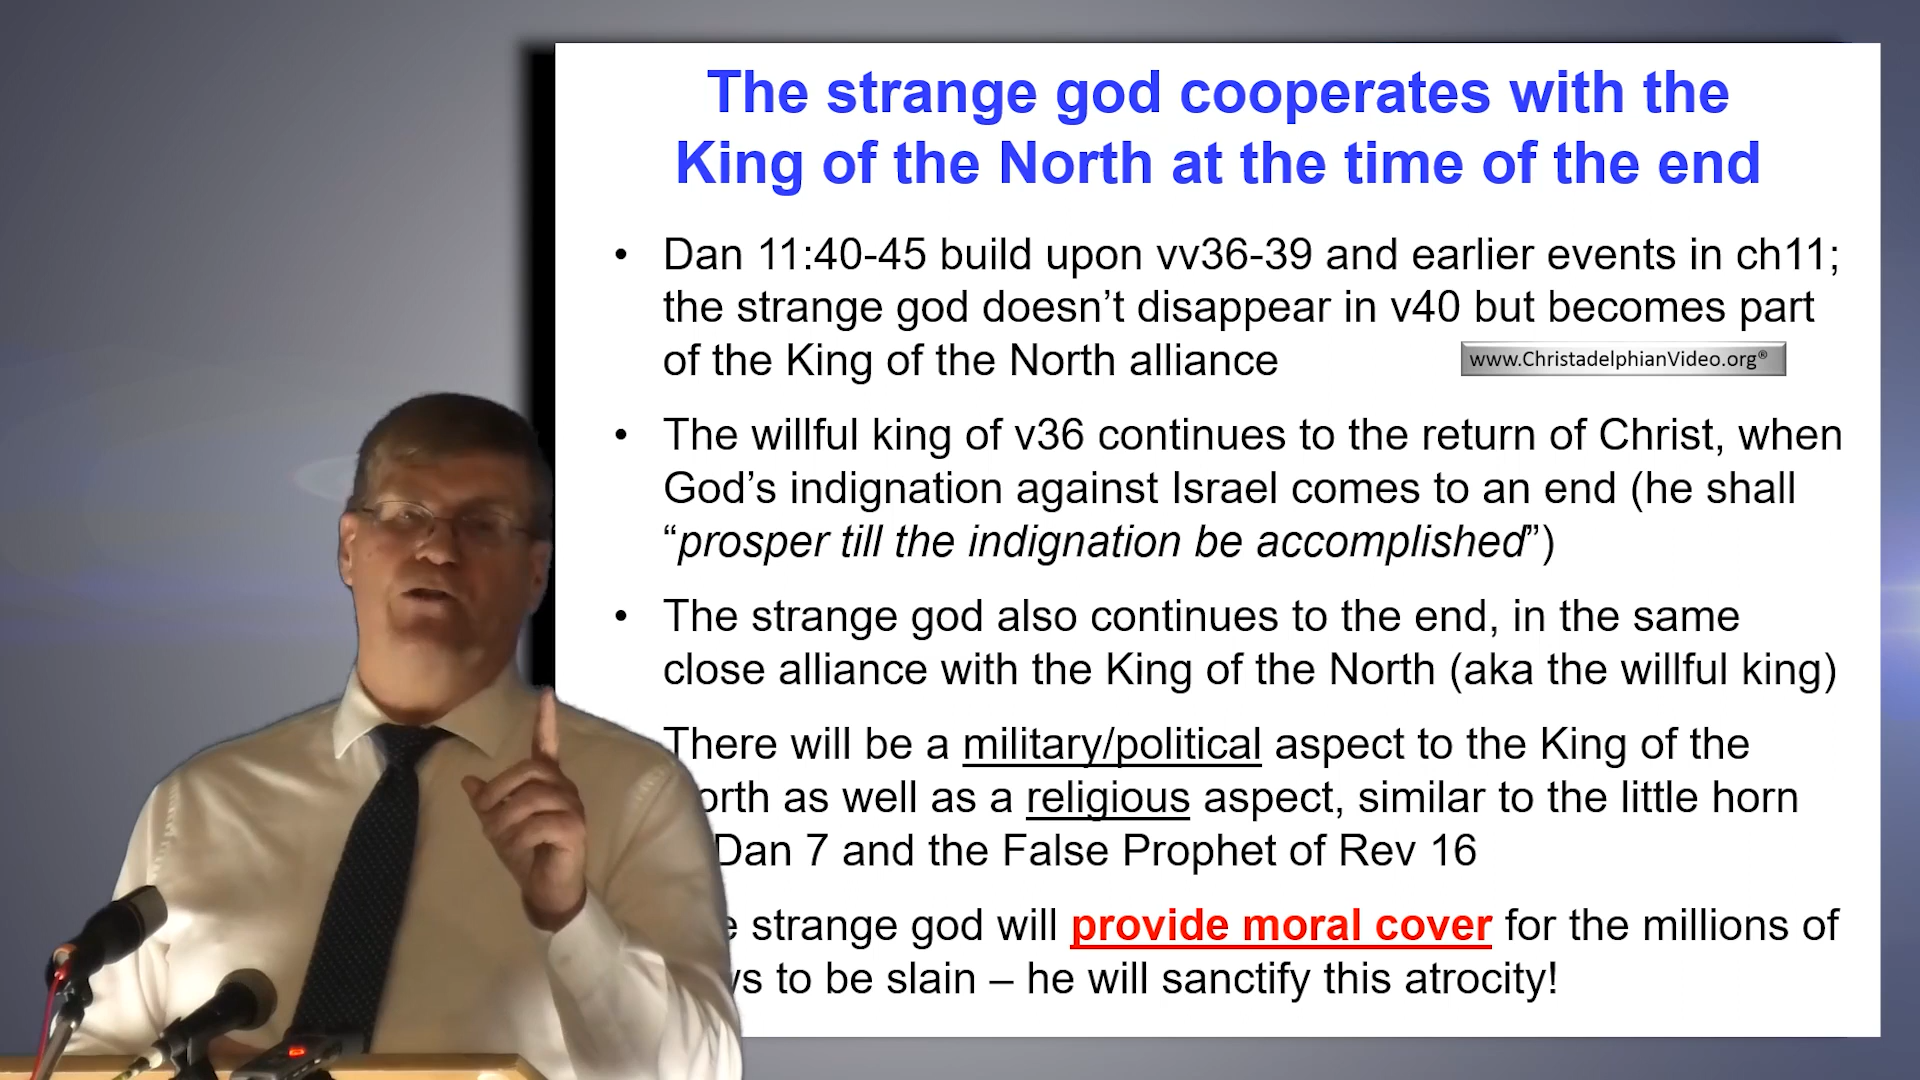 The strange god cooperates with the
King of the North at the time of the end
• Dan 11:40-45 build upon vv36-39 and earlier events in ch11;
the strange god doesn’t disappear in v40 but becomes part
of the King of the North alliance
www.ChristadelphianVideo.org®
• The willful king of v36 continues to the return of Christ, when
God’s indignation against Israel comes to an end (he shall
“prosper till the indignation be accomplished”)
• The strange god also continues to the end, in the same
close alliance with the King of the North (aka the willful king)
There will be a military/political aspect to the King of the
orth as well as a religious aspect, similar to the little horn
Dan 7 and the False Prophet of Rev 16
strange god will provide moral cover for the millions of
to be slain – he will sanctify this atrocity!